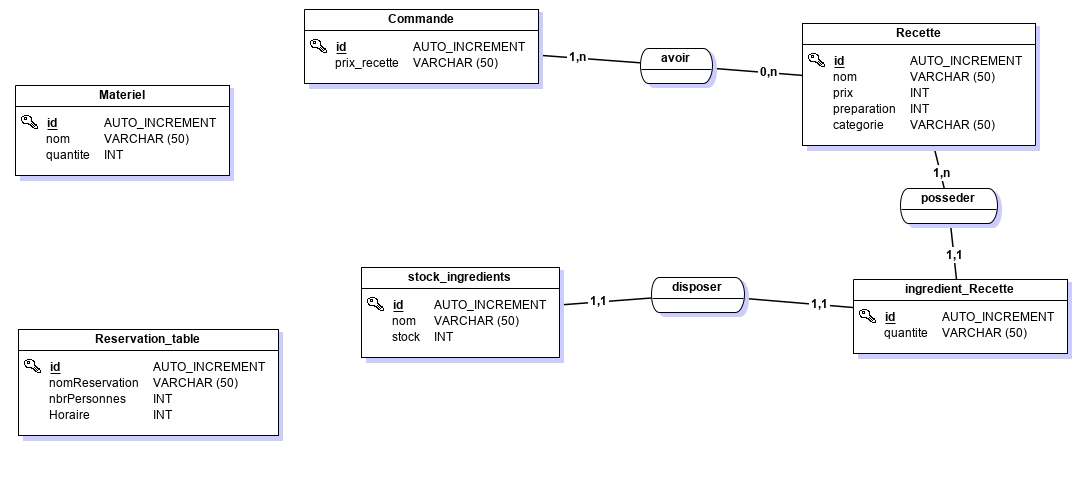 Commande
id AUTO_INCREMENT
prix_recette VARCHAR (50)
1,n
avoir
0,n
Recette
id AUTO_INCREMENT
nom VARCHAR (50)
prix INT
preparation INT
categorie VARCHAR (50)
Materiel
id AUTO_INCREMENT
nom VARCHAR (50)
quantite INT
1,n
posseder
1,1
stock_ingredients
id AUTO_INCREMENT
nom VARCHAR (50)
stock INT
1,1
disposer
1,1
ingredient_Recette
id AUTO_INCREMENT
quantite VARCHAR (50)
Reservation_table
id AUTO_INCREMENT
nomReservation VARCHAR (50)
nbrPersonnes INT
Horaire INT